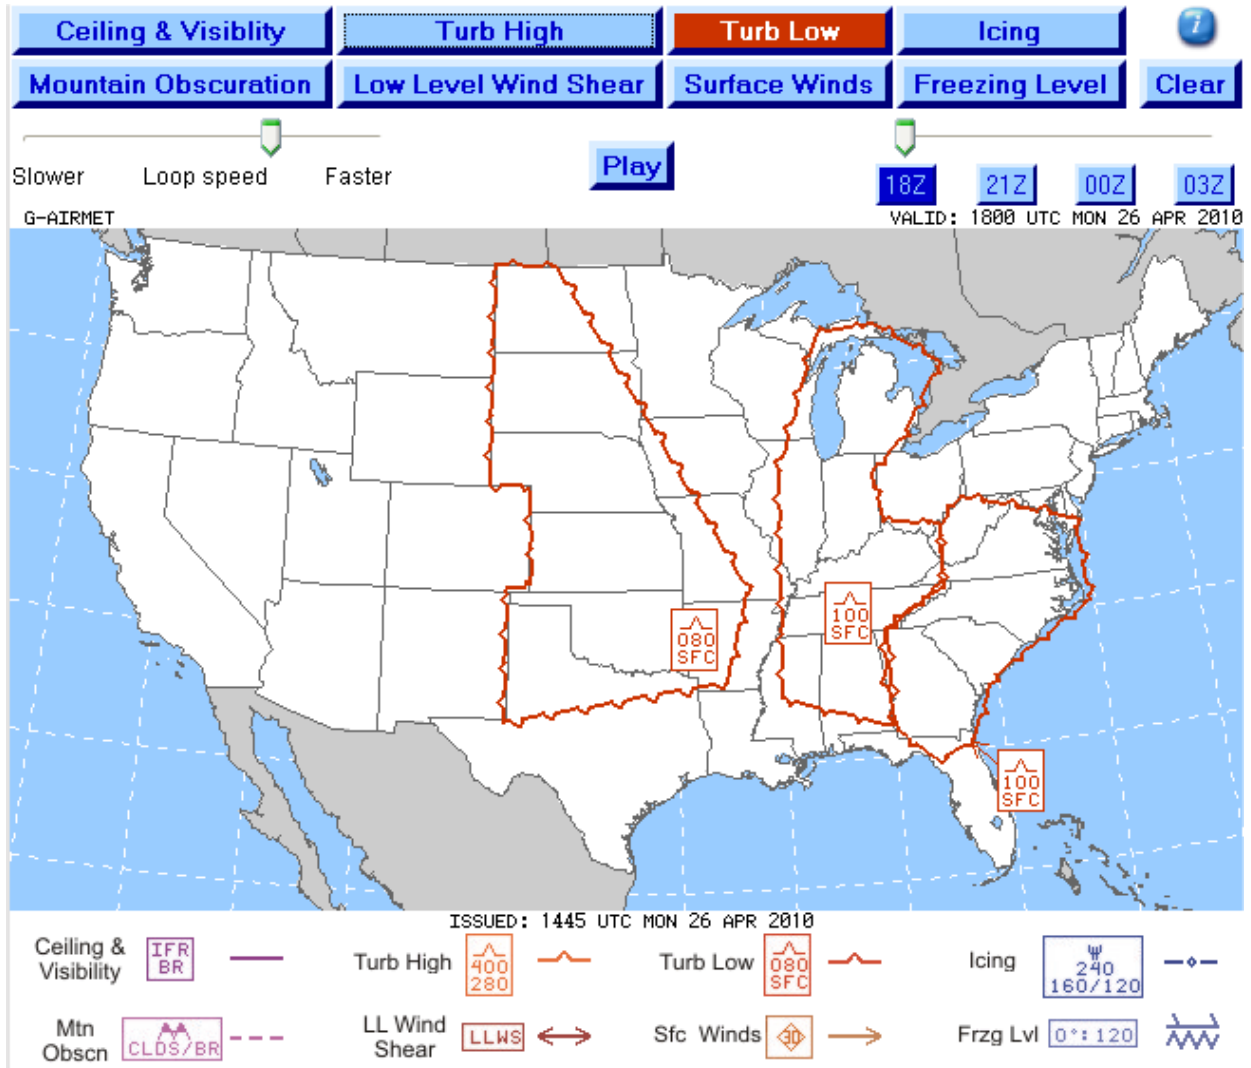 Ceiling & Visiblity
Turb High
Turb Low
Icing
i
Mountain Obscuration
Low Level Wind Shear
Surface Winds
Freezing Level
Clear
Slower
Loop speed
Faster
Play
18Z
21Z
00Z
03Z
G-AIRMET
VALID: 1800 UTC MON 26 APR 2010
100
SFC
080
SFC
100
SFC
ISSUED: 1445 UTC MON 26 APR 2010
Ceiling &
Visibility
IFR
BR
Turb High
400
280
Turb Low
080
SFC
Icing
240
160/120
Mtn
Obscn
CLDS/BR
LL Wind
Shear
LLWS
Sfc Winds
30
Frzg Lvl
0°:120